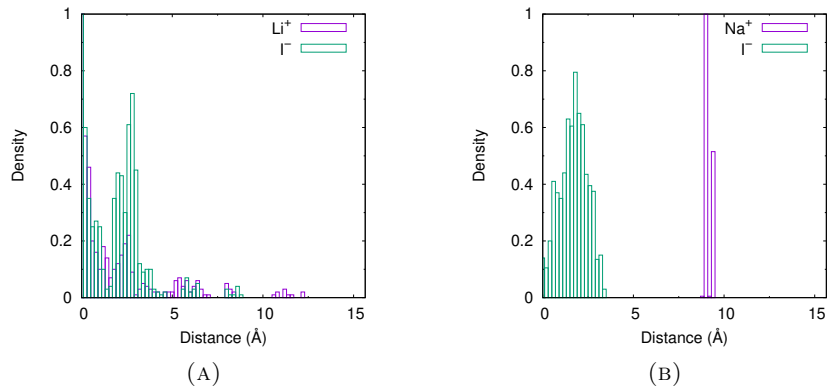 Density
1
0.8
0.6
0.4
0.2
0
0 5 10 15
Distance (Å)
Li⁺
I⁻
(A)
Density
1
0.8
0.6
0.4
0.2
0
0 5 10 15
Distance (Å)
Na⁺
I⁻
(B)